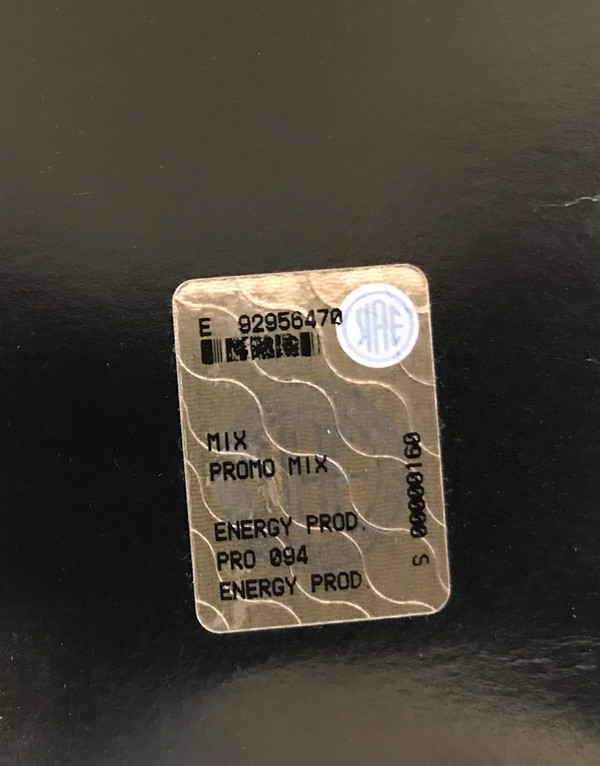 E 92956470
SIAE
MIX
PROMO MIX
ENERGY PROD.
PRO 094
ENERGY PROD.
S 00000160